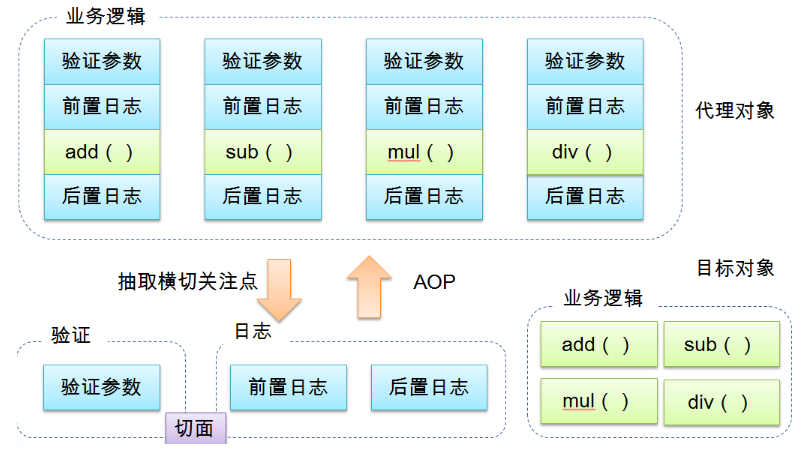 业务逻辑
验证参数 验证参数 验证参数 验证参数
前置日志 前置日志 前置日志 前置日志
add（ ） sub（ ） mul（ ） div（ ）
后置日志 后置日志 后置日志 后置日志
代理对象
抽取横切关注点
AOP
目标对象
业务逻辑
add（ ） sub（ ）
mul（ ） div（ ）
验证
日志
验证参数
前置日志 后置日志
切面